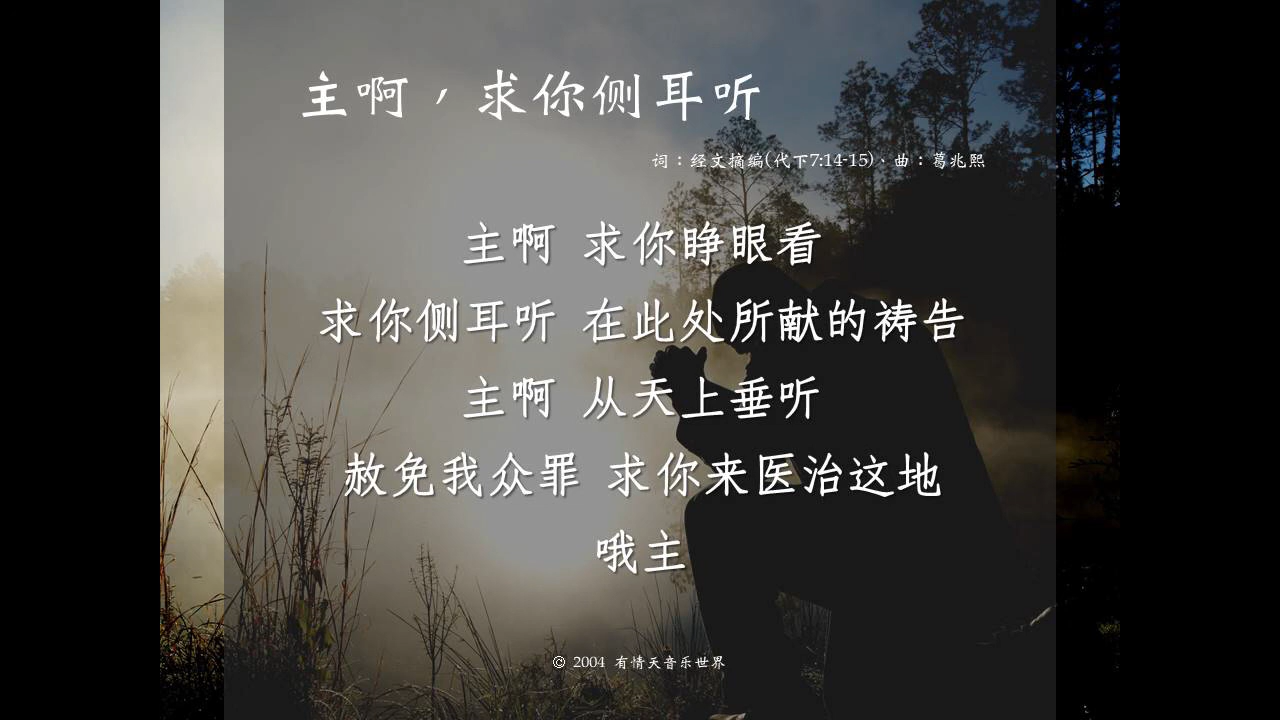 主啊，求你侧耳听
词：经文摘编(代下7:14-15)、曲：葛兆熙
主啊 求你睁眼看
求你侧耳听 在此处所献的祷告
主啊 从天上垂听
赦免我众罪 求你来医治这地
哦主
© 2004 有情天音乐世界